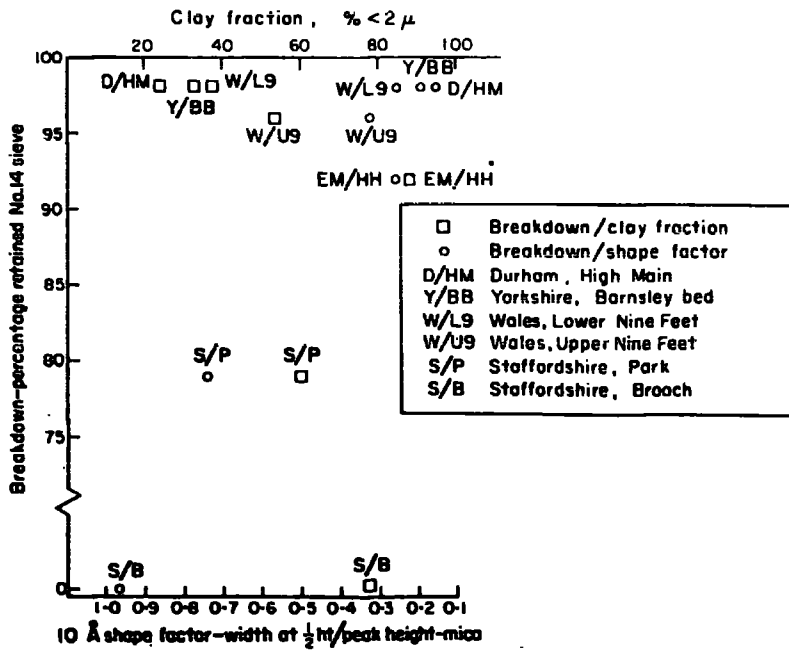 Clay fraction, % <2 μ
20 40 60 80 100
100
95
92
90
85
80
75
0
Breakdown-percentage retained No.14 sieve
D/HM
Y/BB
W/L9
W/U9
W/L9
Y/BB
D/HM
W/U9
EM/HH
EM/HH
S/P
S/P
S/B
S/B
Breakdown/clay fraction
Breakdown/shape factor
D/HM Durham, High Main
Y/BB Yorkshire, Barnsley bed
W/L9 Wales, Lower Nine Feet
W/U9 Wales, Upper Nine Feet
S/P Staffordshire, Park
S/B Staffordshire, Brooch
1·0 0·9 0·8 0·7 0·6 0·5 0·4 0·3 0·2 0·1
10 Å shape factor-width at ½ ht/peak height-mica